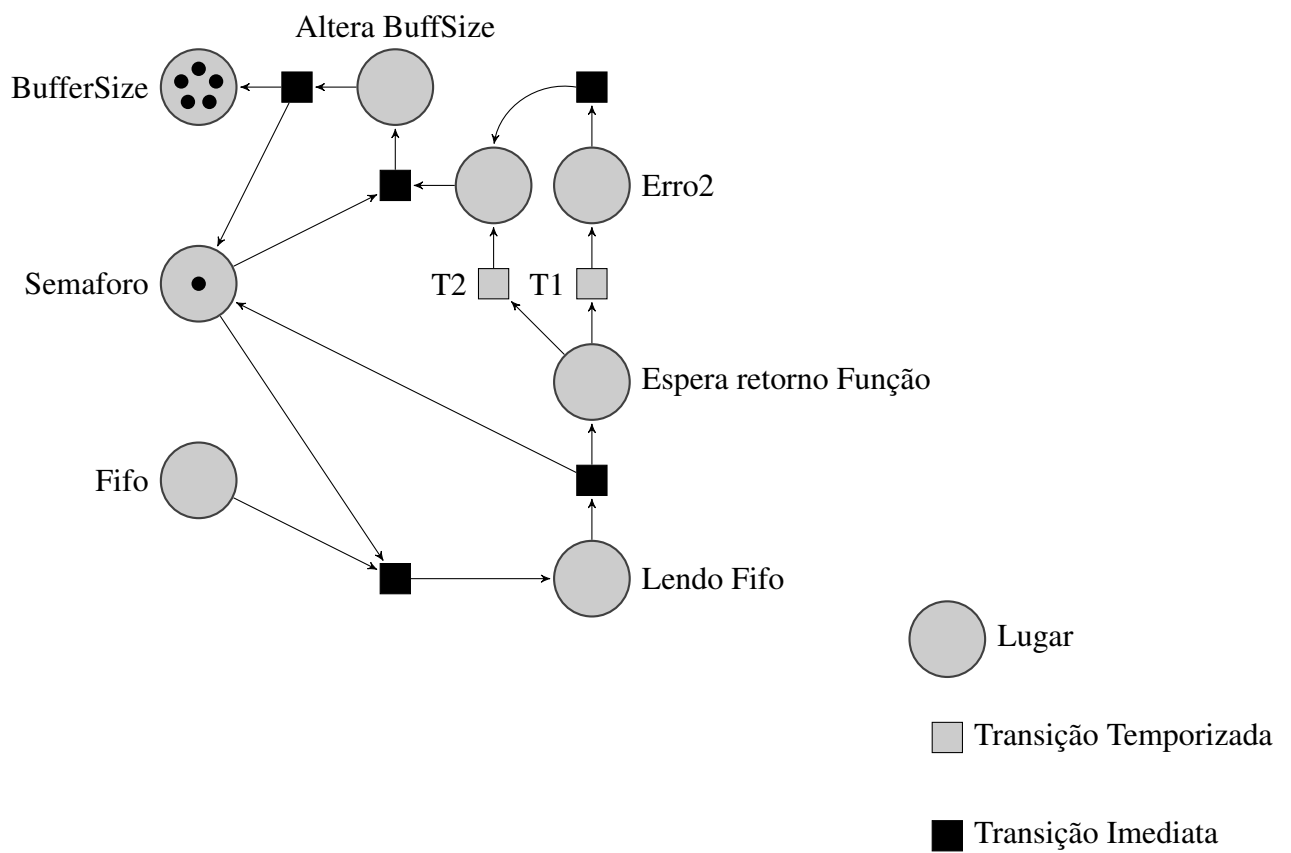 Altera BuffSize
BufferSize
Erro2
Semaforo
T2
T1
Espera retorno Função
Fifo
Lendo Fifo
Lugar
Transição Temporizada
Transição Imediata